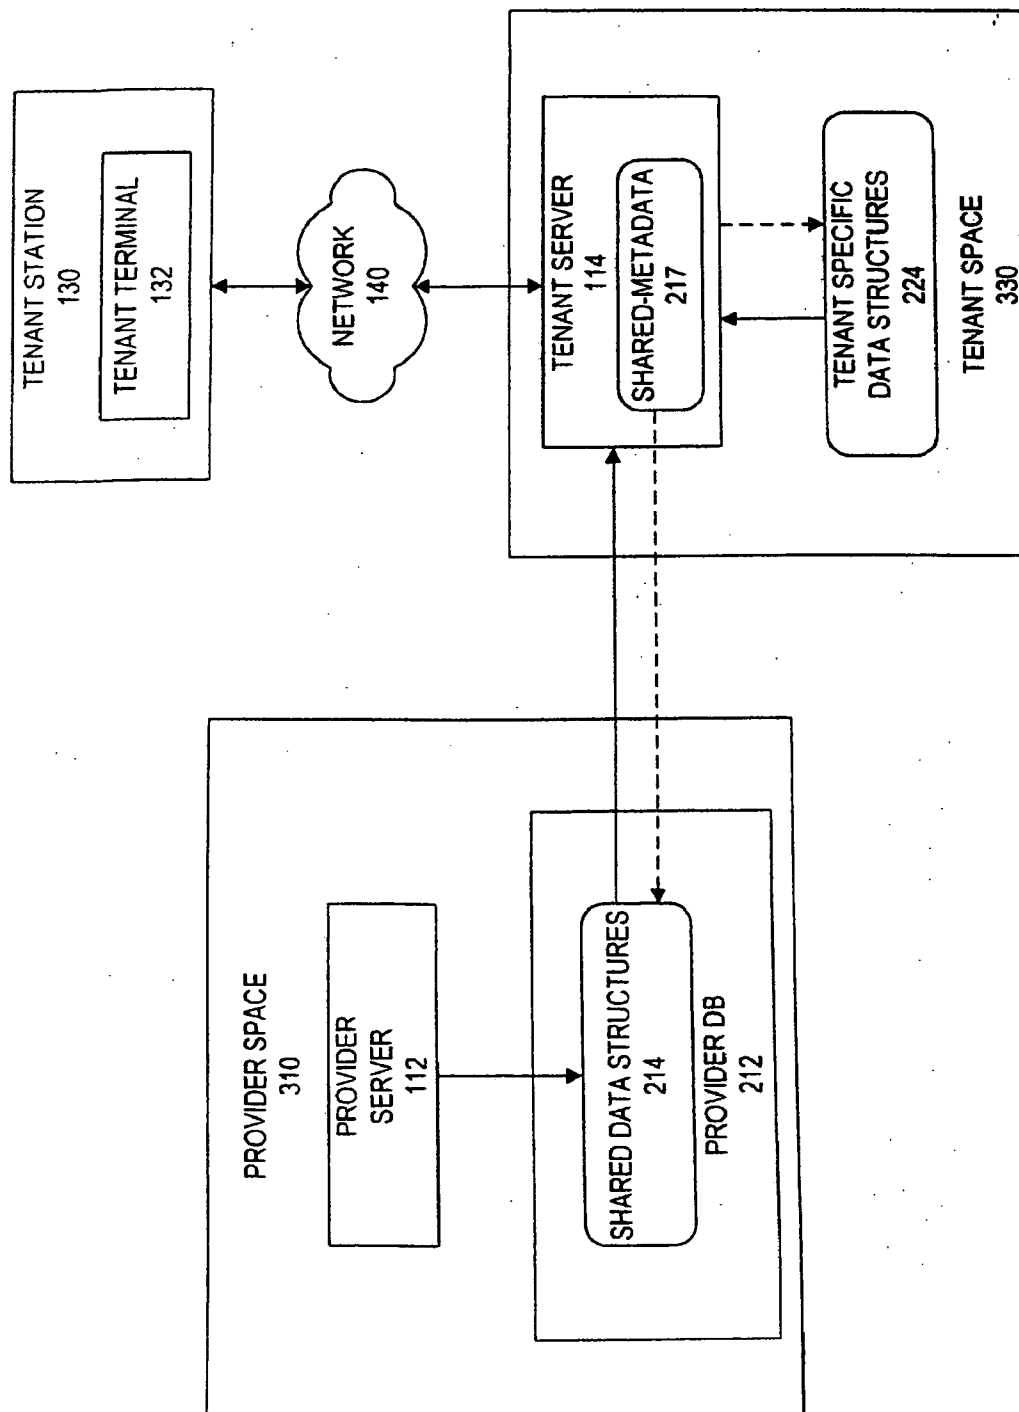 PROVIDER SPACE
310
PROVIDER
SERVER
112
SHARED DATA STRUCTURES
214
PROVIDER DB
212
TENANT STATION
130
TENANT TERMINAL
132
NETWORK
140
TENANT SERVER
114
SHARED-METADATA
217
TENANT SPECIFIC
DATA STRUCTURES
224
TENANT SPACE
330